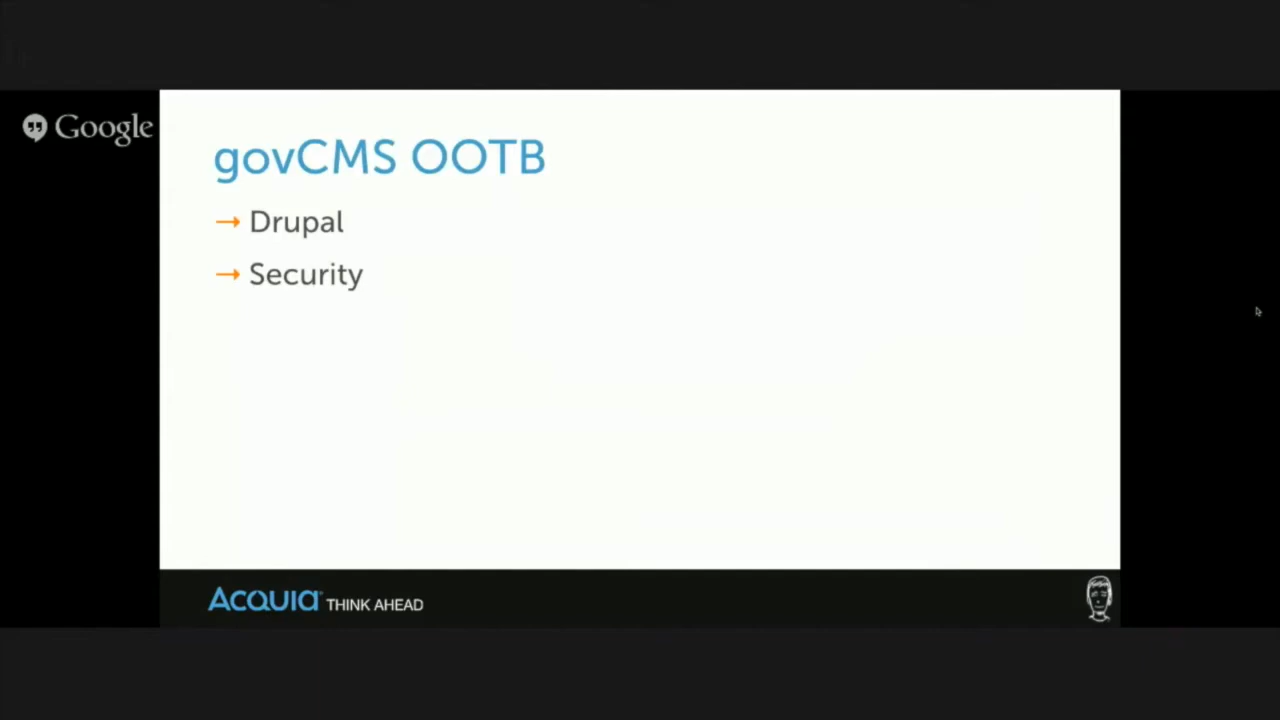 Google
govCMS OOTB
→ Drupal
→ Security
Acquia THINK AHEAD